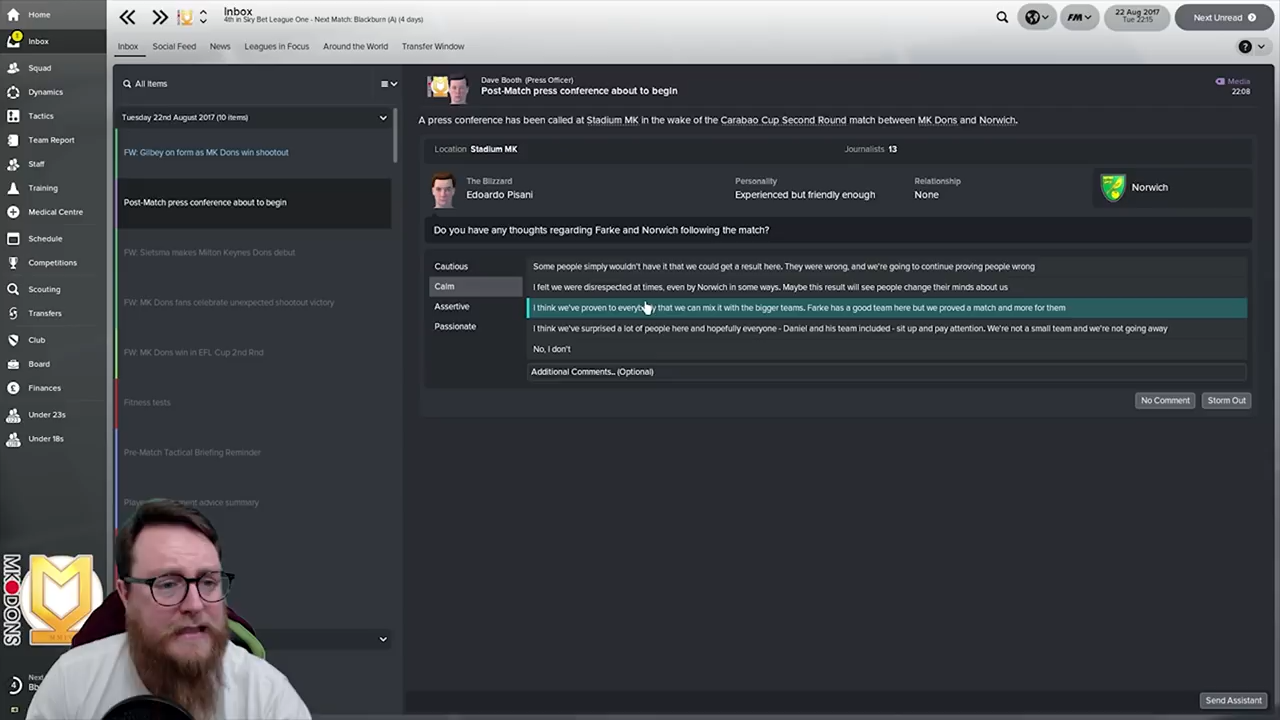 Home
Inbox
Squad
Dynamics
Tactics
Team Report
Staff
Training
Medical Centre
Schedule
Competitions
Scouting
Transfers
Club
Board
Finances
Under 23s
Under 18s
MK DONS
Next
4
Inbox
4th in Sky Bet League One - Next Match: Blackburn (A) (4 days)
FM
22 Aug 2017
Tue 22:15
Next Unread
Inbox Social Feed News Leagues in Focus Around the World Transfer Window
?
All Items
Tuesday 22nd August 2017 (10 items)
FW: Gilbey on form as MK Dons win shootout
Post-Match press conference about to begin
FW: Sietsma makes Milton Keynes Dons debut
FW: MK Dons fans celebrate unexpected shootout victory
FW: MK Dons win in EFL Cup 2nd Rnd
Fitness tests
Pre-Match Tactical Briefing Reminder
advice summary
Dave Booth (Press Officer)
Post-Match press conference about to begin
Media
22:08
A press conference has been called at Stadium MK in the wake of the Carabao Cup Second Round match between MK Dons and Norwich.
Location Stadium MK
Journalists 13
The Blizzard
Edoardo Pisani
Personality
Experienced but friendly enough
Relationship
None
Norwich
Do you have any thoughts regarding Farke and Norwich following the match?
Cautious
Calm
Assertive
Passionate
Some people simply wouldn't have it that we could get a result here. They were wrong, and we're going to continue proving people wrong
I felt we were disrespected at times, even by Norwich in some ways. Maybe this result will see people change their minds about us
I think we've proven to everybody that we can mix it with the bigger teams. Farke has a good team here but we proved a match and more for them
I think we've surprised a lot of people here and hopefully everyone - Daniel and his team included - sit up and pay attention. We're not a small team and we're not going away
No, I don't
Additional Comments.. (Optional)
No Comment
Storm Out
Send Assistant